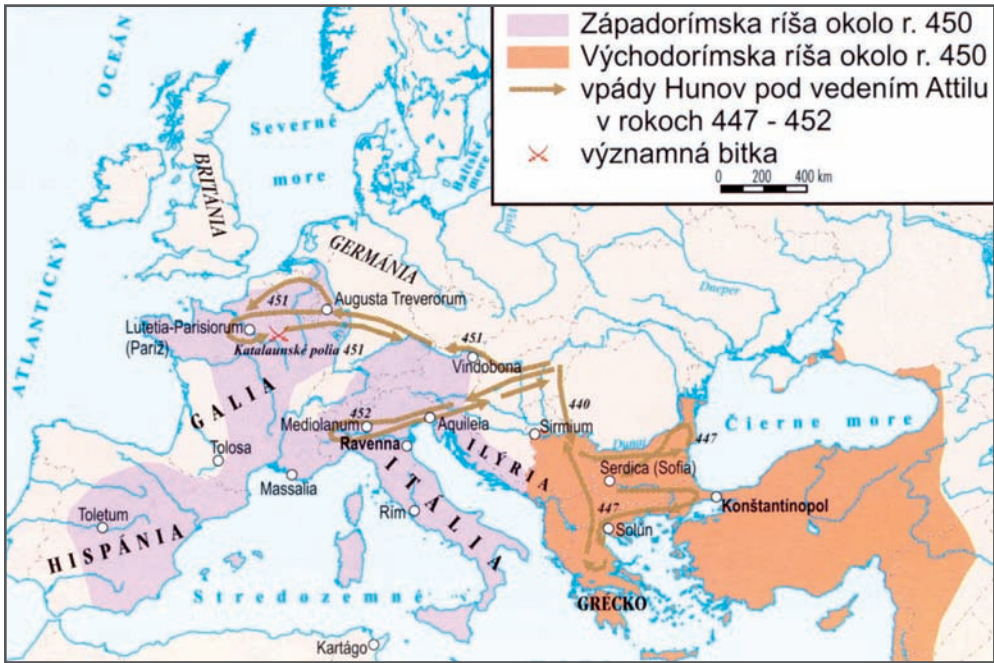 Západorímska ríša okolo r. 450
Východorímska ríša okolo r. 450
vpády Hunov pod vedením Attilu
v rokoch 447 - 452
významná bitka
0 200 400 km
OCEÁN
ATLANTICKÝ
Severné
more
Baltské
more
BRITÁNIA
GERMÁNIA
Dneper
451
Augusta Treverorum
Lutetia-Parisiorum
(Paríž)
Katalaunské polia 451
451
Vindobona
GALIA
452
Mediolanum
Aquileia
Ravenna
440
Sirmium
Čierne more
Dunaj
447
ILÝRIA
Tolosa
Massalia
ITÁLIA
Serdica (Sofia)
Konštantínopol
447
Solún
Rím
Toletum
HISPÁNIA
Stredozemné
GRÉCKO
Kartágo